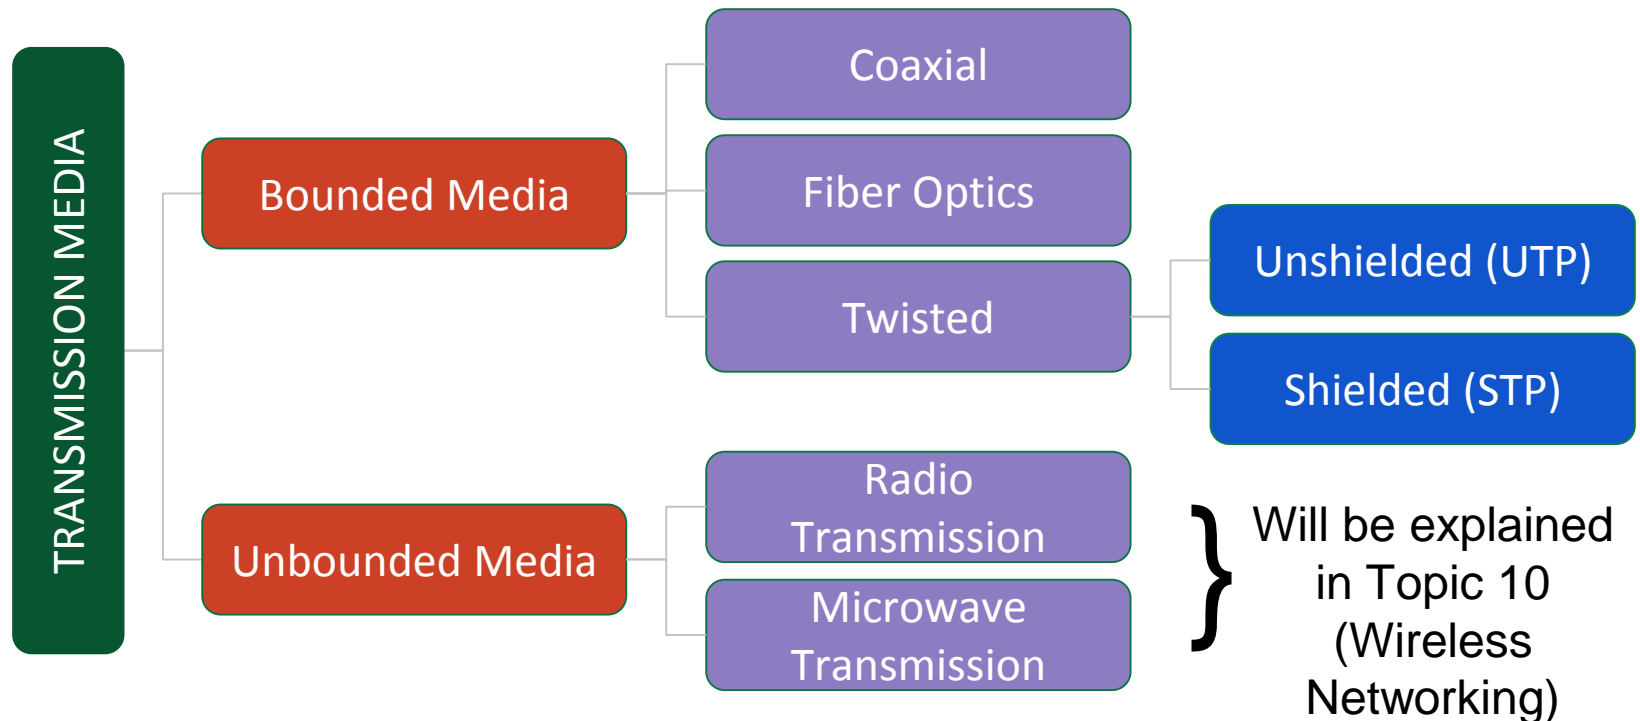 TRANSMISSION MEDIA
Bounded Media
Coaxial
Fiber Optics
Twisted
Unshielded (UTP)
Shielded (STP)
Unbounded Media
Radio
Transmission
Microwave
Transmission
} Will be explained
in Topic 10
(Wireless
Networking)